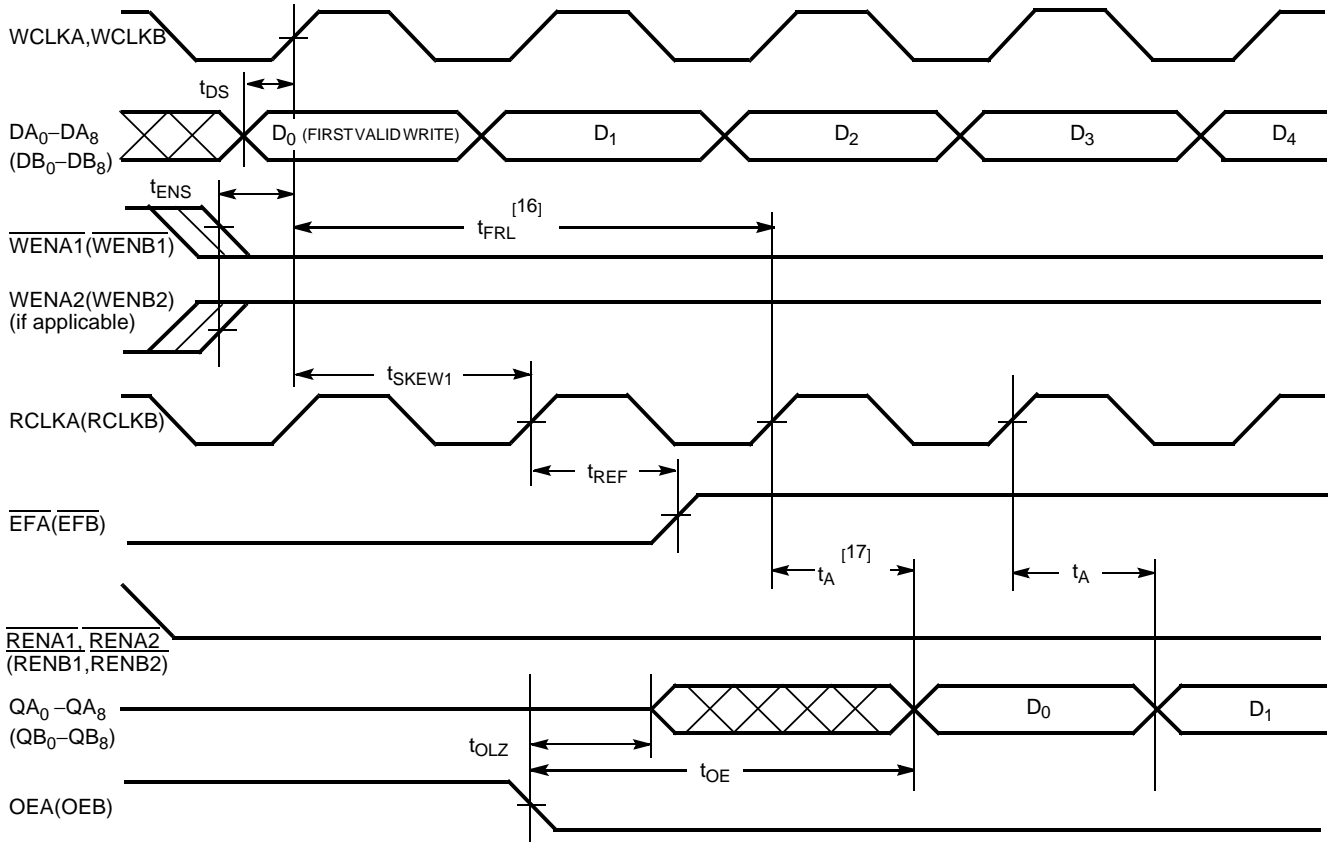 WCLKA,WCLKB
tDS
DA0–DA8
(DB0–DB8)
D0 (FIRST VALID WRITE)
D1
D2
D3
D4
tENS
tFRL [16]
WENA1(WENB1)
WENA2(WENB2)
(if applicable)
tSKEW1
RCLKA(RCLKB)
tREF
EFA(EFB)
tA [17]
tA
RENA1, RENA2
(RENB1,RENB2)
QA0 –QA8
(QB0–QB8)
D0
D1
tOLZ
tOE
OEA(OEB)